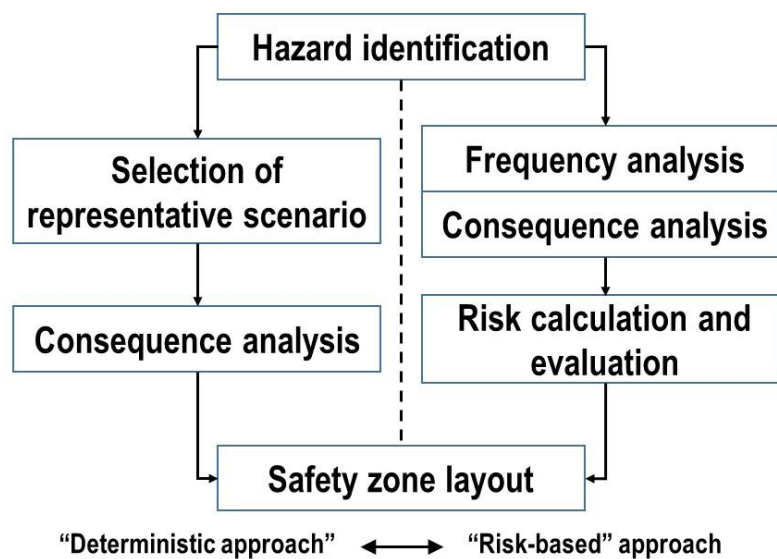 Hazard identification
Selection of
representative scenario
Consequence analysis
Frequency analysis
Consequence analysis
Risk calculation and
evaluation
Safety zone layout
“Deterministic approach” “Risk-based” approach